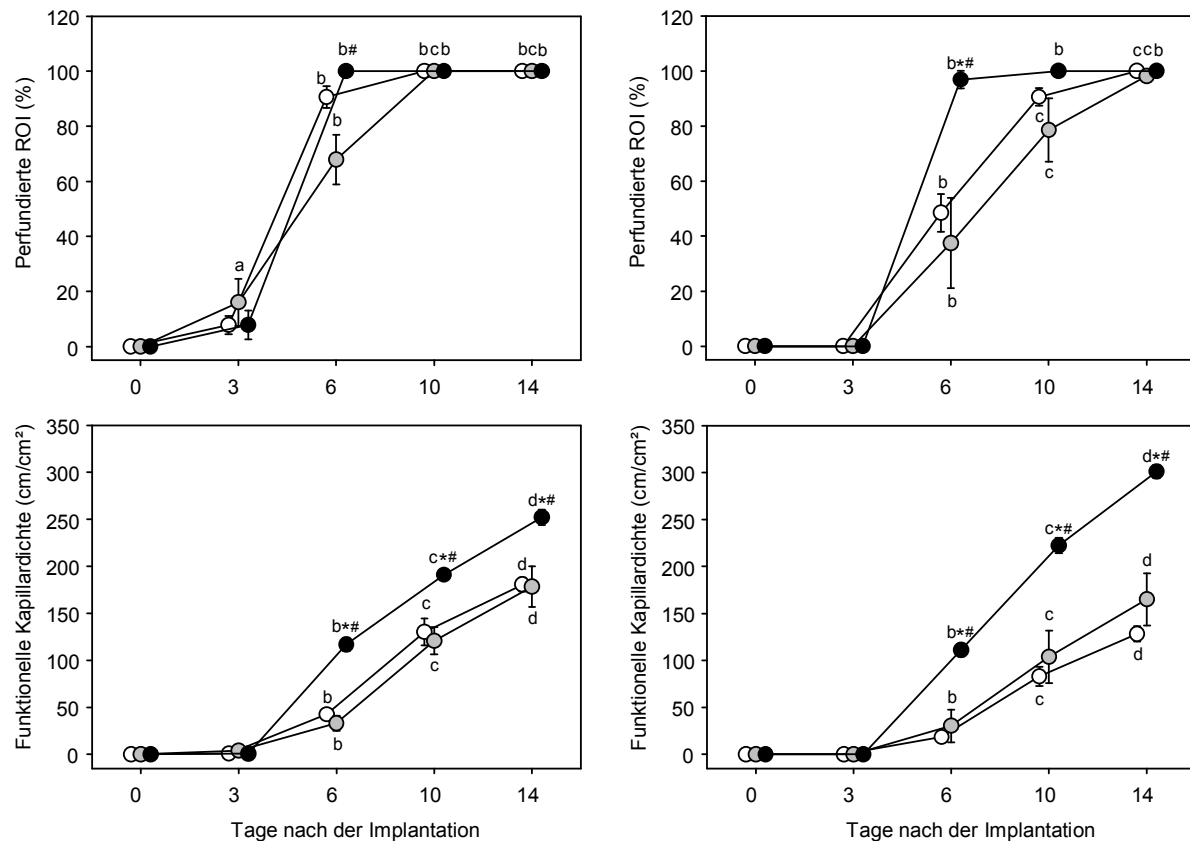 120
100
80
60
40
20
0
Perfundierte ROI (%)
a
b
b
b#
bcb
bcb
0 3 6 10 14
120
100
80
60
40
20
0
Perfundierte ROI (%)
b*#
b
b
b
c
c
ccb
0 3 6 10 14
350
300
250
200
150
100
50
0
Funktionelle Kapillardichte (cm/cm²)
b*#
b
b
c*#
c
c
d*#
d
d
0 3 6 10 14
Tage nach der Implantation
350
300
250
200
150
100
50
0
Funktionelle Kapillardichte (cm/cm²)
b*#
b
c*#
c
c
d*#
d
d
0 3 6 10 14
Tage nach der Implantation